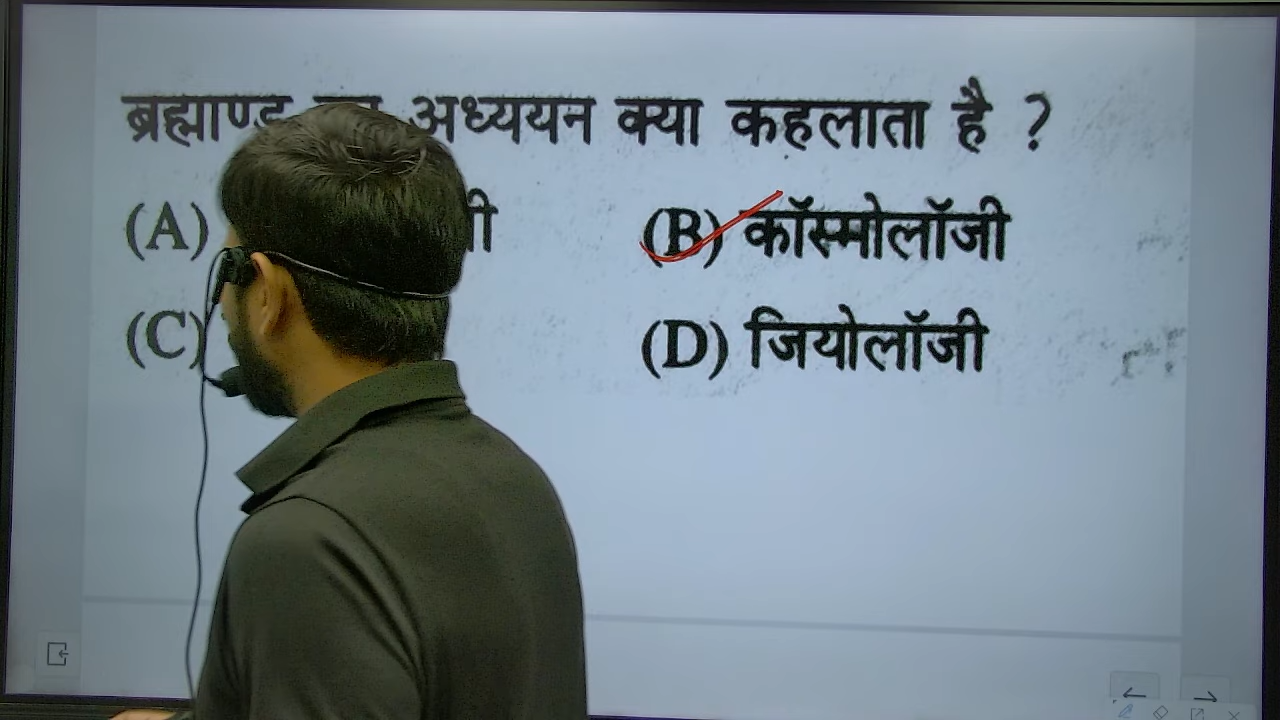 ब्रह्माण्ड अध्ययन क्या कहलाता है ?
(A) (B) कॉस्मोलॉजी
(C) (D) जियोलॉजी